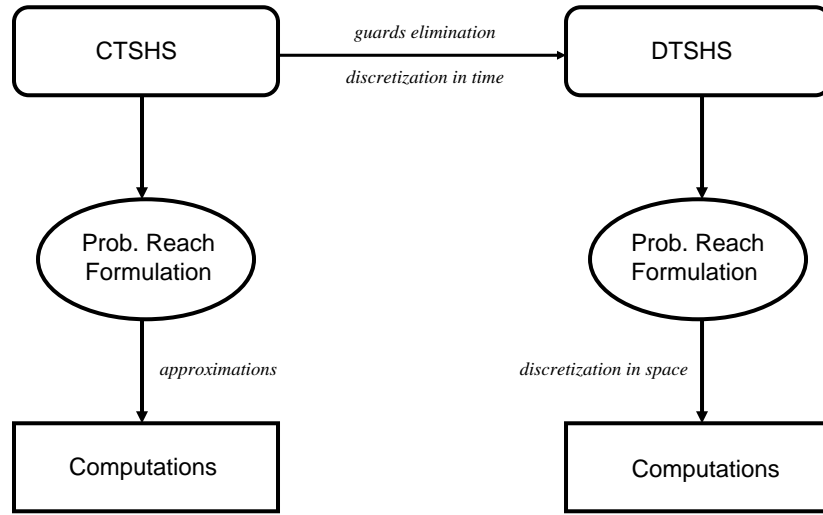 CTSHS
guards elimination
discretization in time
DTSHS
Prob. Reach
Formulation
Prob. Reach
Formulation
approximations
discretization in space
Computations
Computations